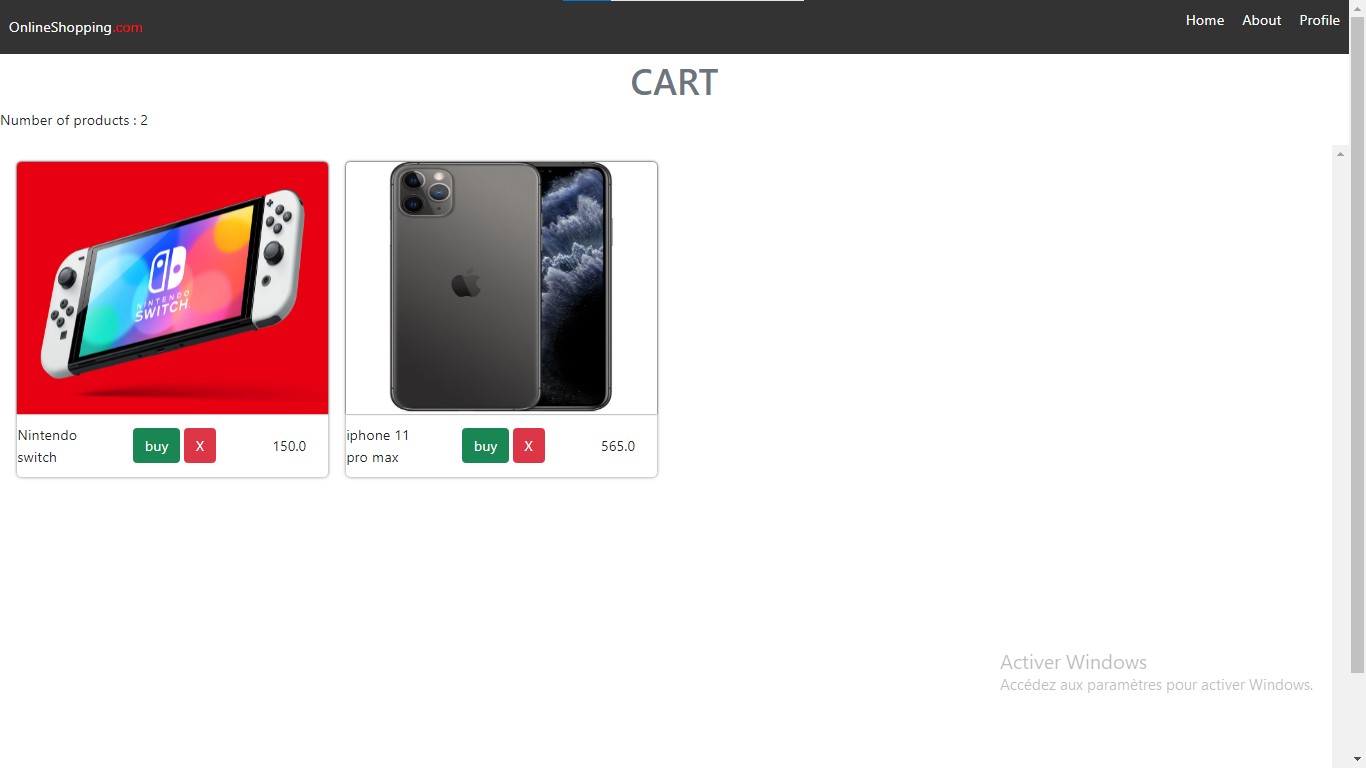 OnlineShopping.com
Home About Profile
CART
Number of products : 2
NINTENDO
SWITCH
Nintendo
switch
buy X 150.0
iphone 11
pro max
buy X 565.0
Activer Windows
Accédez aux paramètres pour activer Windows.